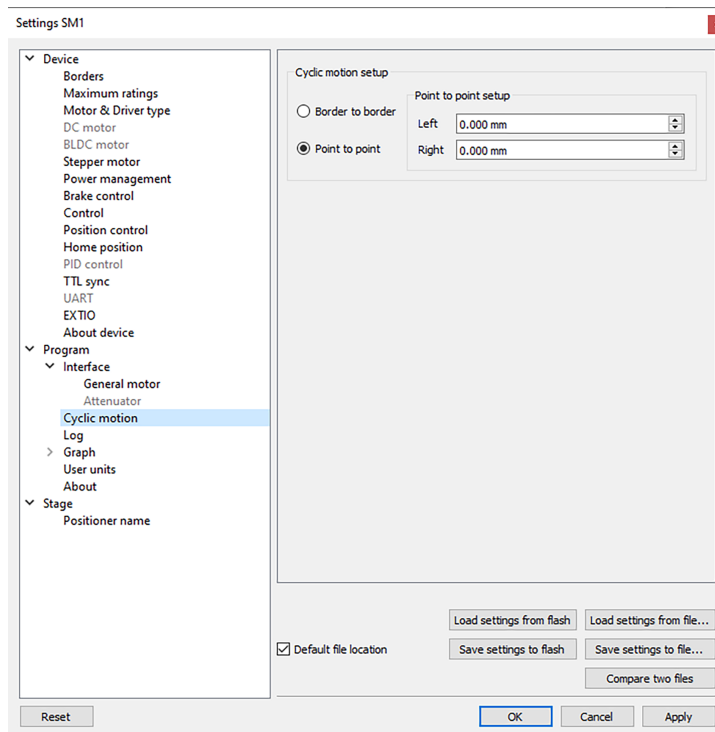 Settings SM1
Device
Borders
Maximum ratings
Motor & Driver type
DC motor
BLDC motor
Stepper motor
Power management
Brake control
Control
Position control
Home position
PID control
TTL sync
UART
EXTIO
About device
Program
Interface
General motor
Attenuator
Cyclic motion
Log
Graph
User units
About
Stage
Positioner name
Cyclic motion setup
Border to border
Point to point
Point to point setup
Left 0.000 mm
Right 0.000 mm
Load settings from flash Load settings from file...
Default file location Save settings to flash Save settings to file...
Compare two files
Reset OK Cancel Apply